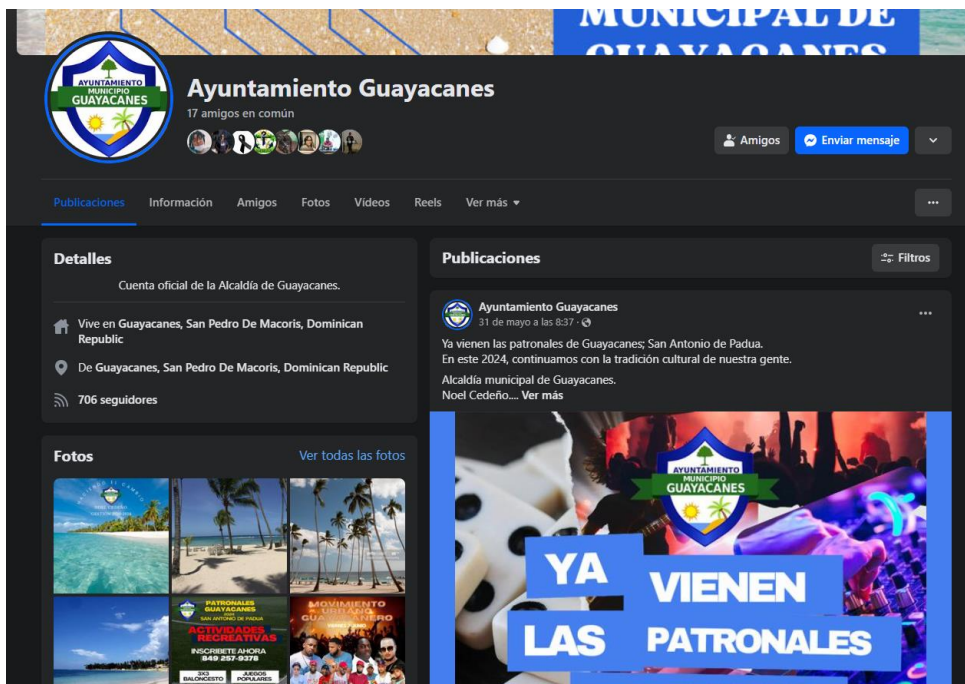 MUNICIPAL DE
GUAYACANES
AYUNTAMIENTO
MUNICIPIO
GUAYACANES
Ayuntamiento Guayacanes
17 amigos en común
Amigos
Enviar mensaje
Publicaciones
Información
Amigos
Fotos
Videos
Reels
Ver más
Detalles
Cuenta oficial de la Alcaldía de Guayacanes.
Vive en Guayacanes, San Pedro De Macoris, Dominican
Republic
De Guayacanes, San Pedro De Macoris, Dominican Republic
706 seguidores
Fotos
Ver todas las fotos
PATRONALES
GUAYACANES
SAN ANTONIO DE PADUA
ACTIVIDADES
RECREATIVAS
INSCRIBETE AHORA
849 257-9378
3X3
BALONCESTO
JUEGOS
POPULARES
MOVIMIENTO
URBANO
Publicaciones
Filtros
Ayuntamiento Guayacanes
31 de mayo a las 8:37 ·
Ya vienen las patronales de Guayacanes; San Antonio de Padua.
En este 2024, continuamos con la tradición cultural de nuestra gente.
Alcaldía municipal de Guayacanes.
Noel Cedeño.... Ver más
AYUNTAMIENTO
MUNICIPIO
GUAYACANES
YA
VIENEN
LAS
PATRONALES